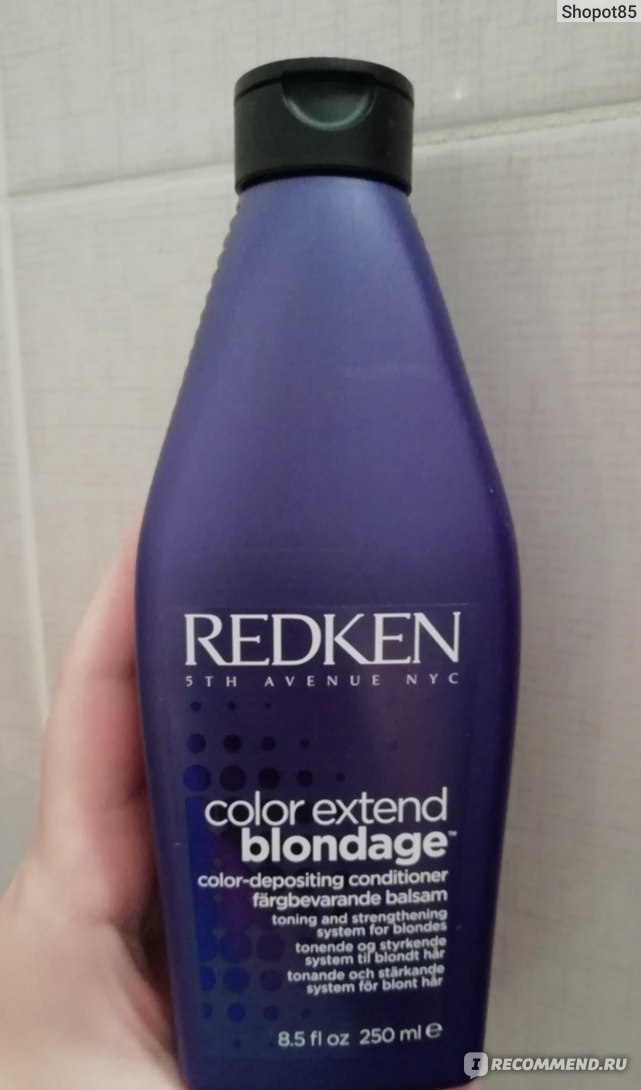 Shopot85
REDKEN
5TH AVENUE NYC
color extend
blondage™
color-depositing conditioner
färgbevarande balsam
toning and strengthening
system for blondes
tonende og styrkende
system til blondt hår
tonande och stärkande
system för blont hår
8.5 fl oz 250 ml e
IRECOMMEND.RU